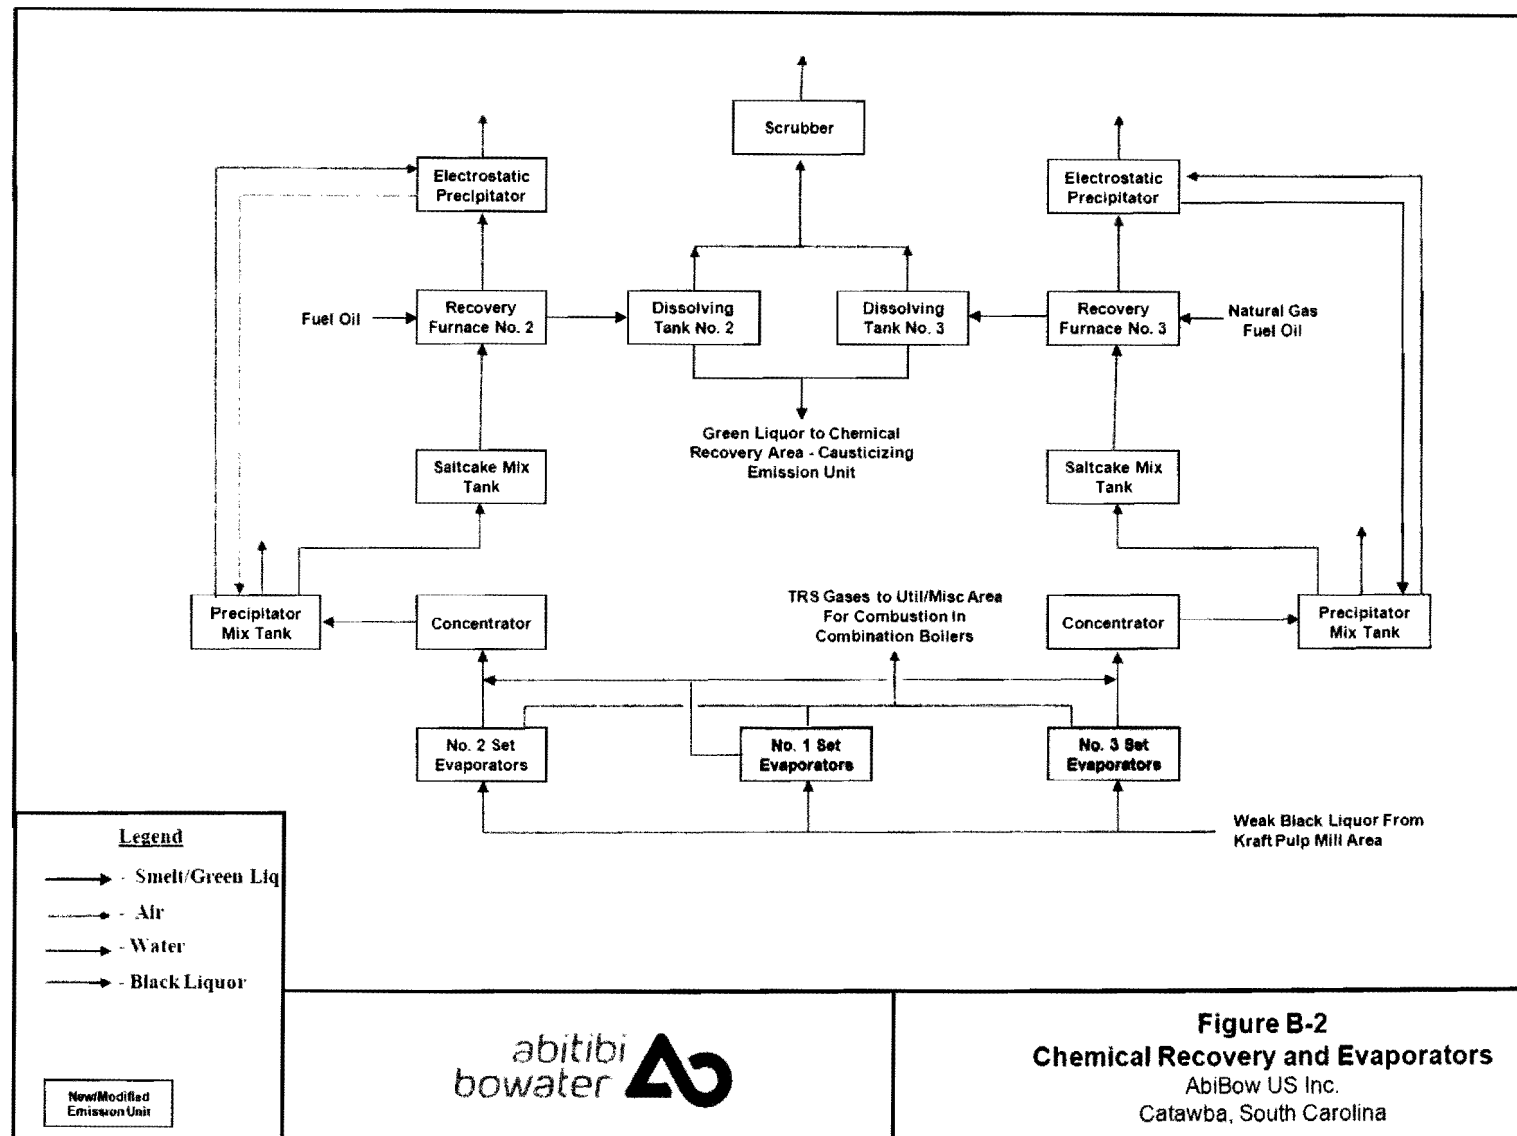 Scrubber
Electrostatic
Precipitator
Electrostatic
Precipitator
Fuel Oil
Recovery
Furnace No. 2
Dissolving
Tank No. 2
Dissolving
Tank No. 3
Recovery
Furnace No. 3
Natural Gas
Fuel Oil
Green Liquor to Chemical
Recovery Area - Causticizing
Emission Unit
Saltcake Mix
Tank
Saltcake Mix
Tank
Precipitator
Mix Tank
Concentrator
TRS Gases to Util/Misc Area
For Combustion In
Combination Boilers
Concentrator
Precipitator
Mix Tank
No. 2 Set
Evaporators
No. 1 Set
Evaporators
No. 3 Set
Evaporators
Weak Black Liquor From
Kraft Pulp Mill Area
Legend
- Smelt/Green Liq
- Air
- Water
- Black Liquor
New/Modified
Emission Unit
abitibi
bowater
Figure B-2
Chemical Recovery and Evaporators
AbiBow US Inc.
Catawba, South Carolina